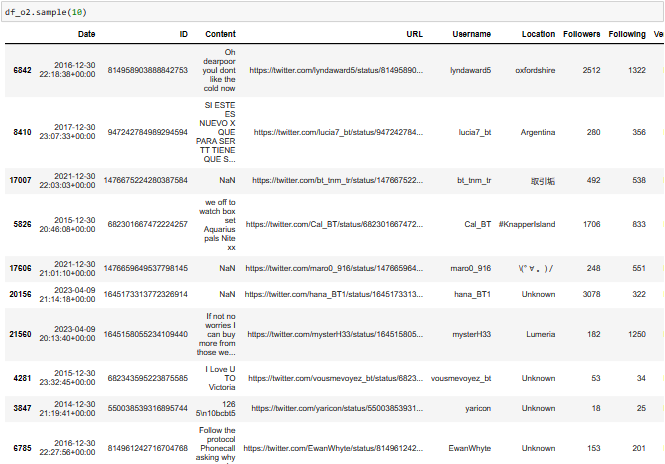 df_o2.sample(10)
Date ID Content URL Username Location Followers Following Ve
6842 2016-12-30 22:18:38+00:00 814958903888842753 Oh dearpoor youl dont like the cold now https://twitter.com/lyndaward5/status/81495890... lyndaward5 oxfordshire 2512 1322
8410 2017-12-30 23:07:33+00:00 947242784989294594 SI ESTE ES NUEVO X QUE PARA SER TT TIENE QUE S... https://twitter.com/lucia7_bt/status/947242784... lucia7_bt Argentina 280 356
17007 2021-12-30 22:03:03+00:00 1476675224280387584 NaN https://twitter.com/bt_tnm_tr/status/147667522... bt_tnm_tr 取引垢 492 538
5826 2015-12-30 20:46:08+00:00 682301667472224257 we off to watch box set Aquarius pals Nite xx https://twitter.com/Cal_BT/status/682301667472... Cal_BT #KnapperIsland 1706 833
17606 2021-12-30 21:01:10+00:00 1476659649537798145 NaN https://twitter.com/maro0_916/status/147665964... maro0_916 \(°∀。)/ 248 551
20156 2023-04-09 21:14:18+00:00 1645173313772326914 NaN https://twitter.com/hana_BT1/status/1645173313... hana_BT1 Unknown 3078 322
21560 2023-04-09 20:13:40+00:00 1645158055234109440 If not no worries I can buy more from those we... https://twitter.com/mysterH33/status/164515805... mysterH33 Lumeria 182 1250
4281 2015-12-30 23:32:45+00:00 682343595223875585 I Love U TO Victoria https://twitter.com/vousmevoyez_bt/status/6823... vousmevoyez_bt Unknown 53 34
3847 2014-12-30 21:19:41+00:00 550038539316895744 126 5\n10bcbt5 https://twitter.com/yaricon/status/55003853931... yaricon Unknown 18 25
6785 2016-12-30 22:27:56+00:00 814961242716704768 Follow the protocol Phonecall asking why https://twitter.com/EwanWhyte/status/814961242... EwanWhyte Unknown 153 201